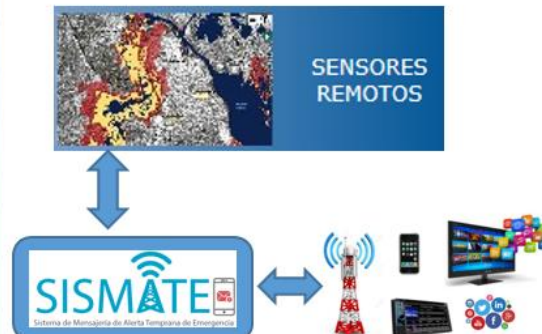 SENSORES
REMOTOS
SISMATE
Sistema de Mensajería de Alerta Temprana de Emergencia